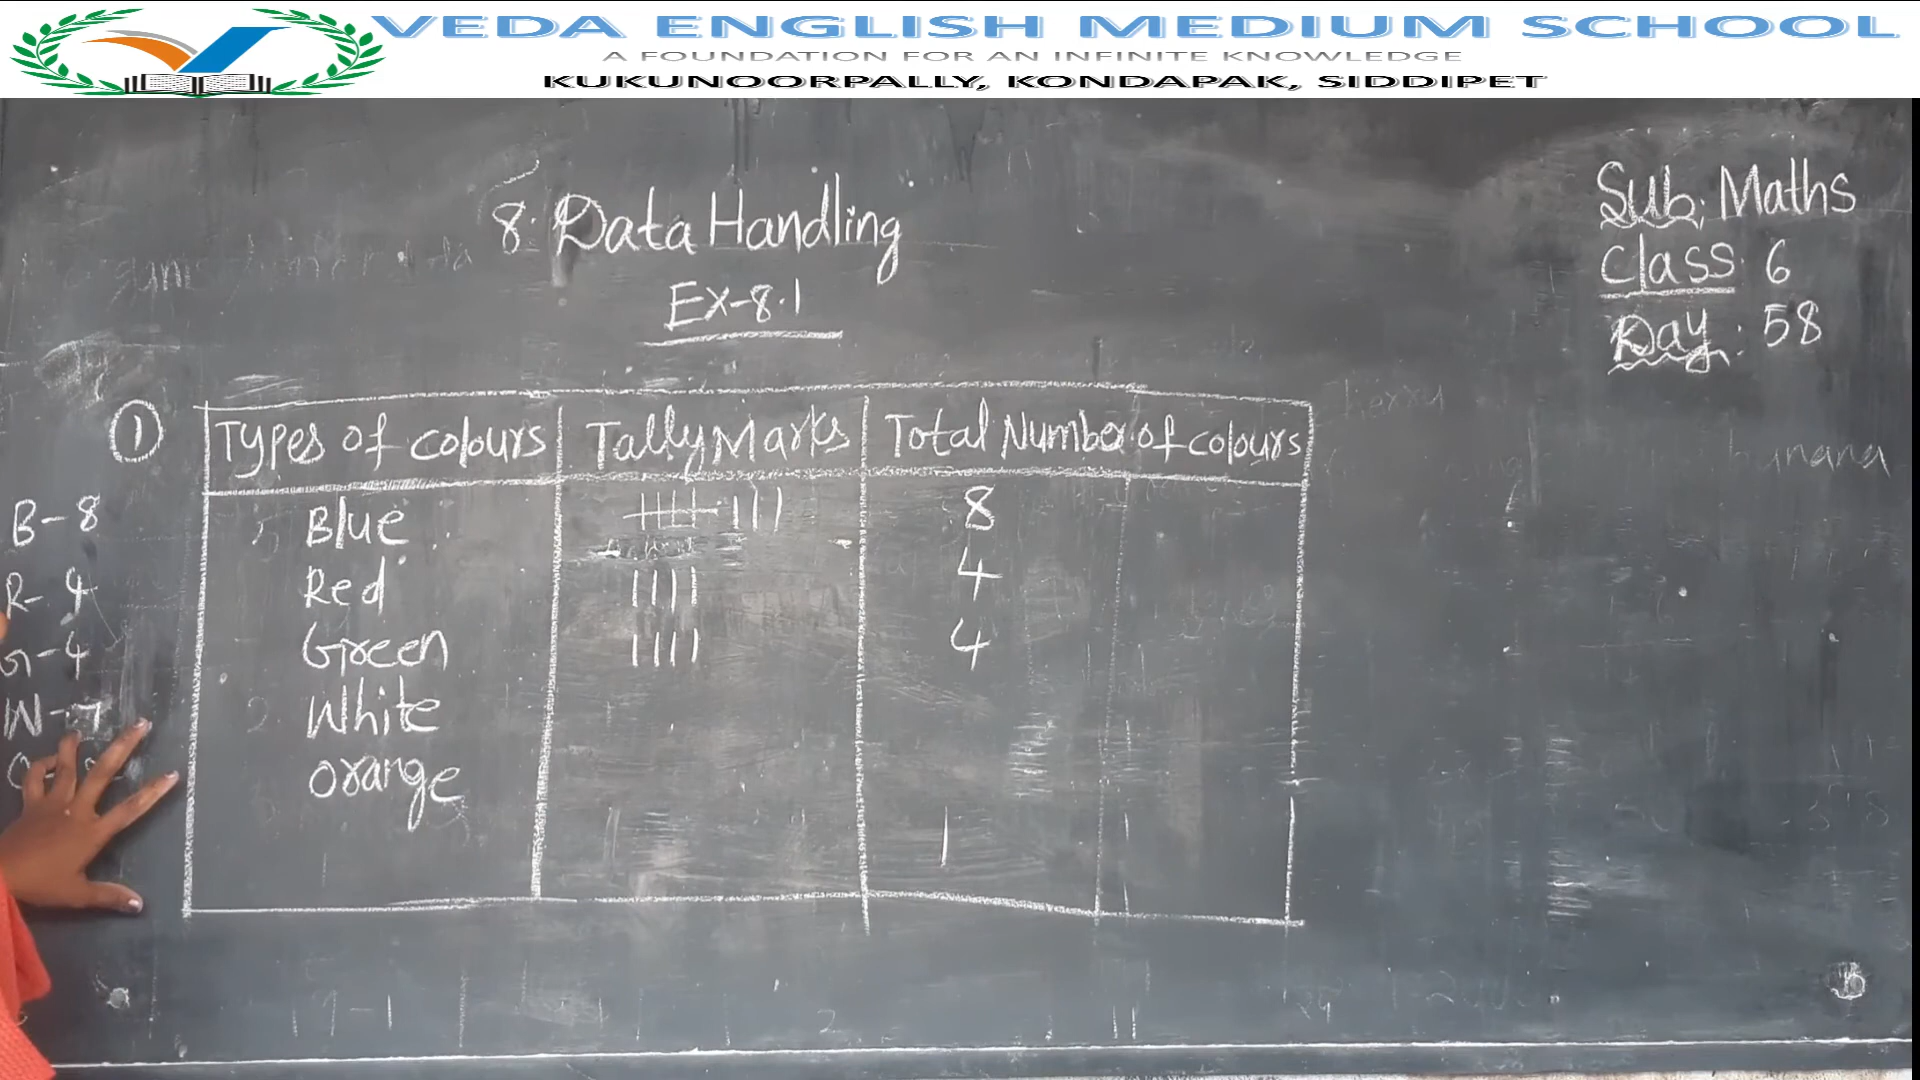 VEDA ENGLISH MEDIUM SCHOOL
A FOUNDATION FOR AN INFINITE KNOWLEDGE
KUKUNOORPALLY, KONDAPAK, SIDDIPET
Sub: Maths
Class: 6
Day: 58
8. Data Handling
EX-8.1
1
Types of colours Tally Marks Total Number of colours
Blue 8
Red 4
Green 4
White
Orange
B-8
R-4
G-4
W-7
banana